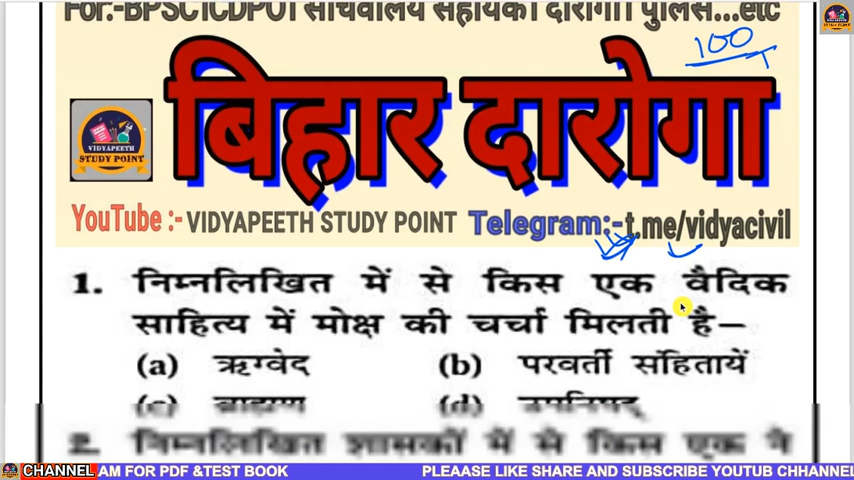 For:-BPSC।CDPO। सचिवालय सहायक। दारोगा। पुलिस...etc
100
बिहार दारोगा
VIDYAPEETH
STUDY POINT
YouTube :- VIDYAPEETH STUDY POINT Telegram:-t.me/vidyacivil
1. निम्नलिखित में से किस एक वैदिक
साहित्य में मोक्ष की चर्चा मिलती है–
(a) ऋग्वेद (b) परवर्ती संहितायें
(c) ब्राह्मण (d) उपनिषद्
2. निम्नलिखित शासकों में से किस एक ने
CHANNEL AM FOR PDF &TEST BOOK PLEAASE LIKE SHARE AND SUBSCRIBE YOUTUB CHHANNEL